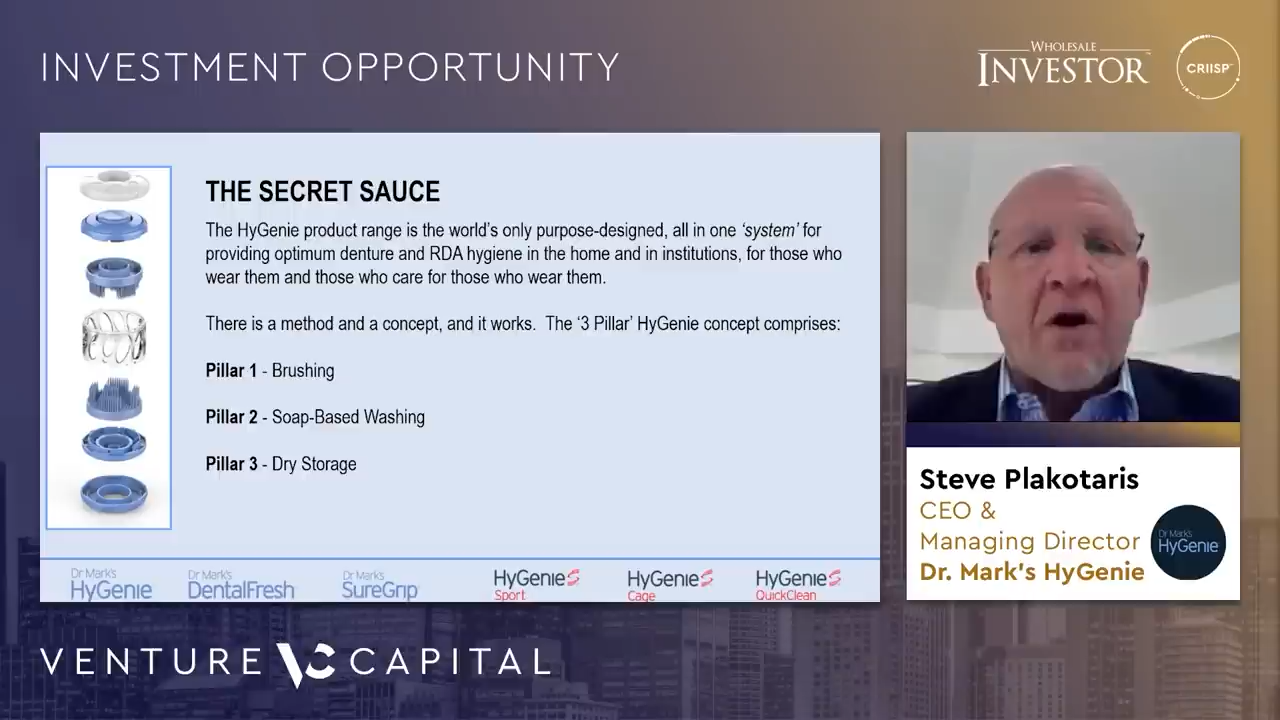 INVESTMENT OPPORTUNITY
WHOLESALE
INVESTOR
CRIISP
THE SECRET SAUCE
The HyGenie product range is the world's only purpose-designed, all in one 'system' for
providing optimum denture and RDA hygiene in the home and in institutions, for those who
wear them and those who care for those who wear them.
There is a method and a concept, and it works. The '3 Pillar' HyGenie concept comprises:
Pillar 1 - Brushing
Pillar 2 - Soap-Based Washing
Pillar 3 - Dry Storage
Dr Mark's
HyGenie
Dr Mark's
DentalFresh
Dr Mark's
SureGrip
HyGenieS
Sport
HyGenieS
Cage
HyGenieS
QuickClean
Steve Plakotaris
CEO &
Managing Director
Dr. Mark's HyGenie
Dr Mark's
HyGenie
VENTURE VC CAPITAL